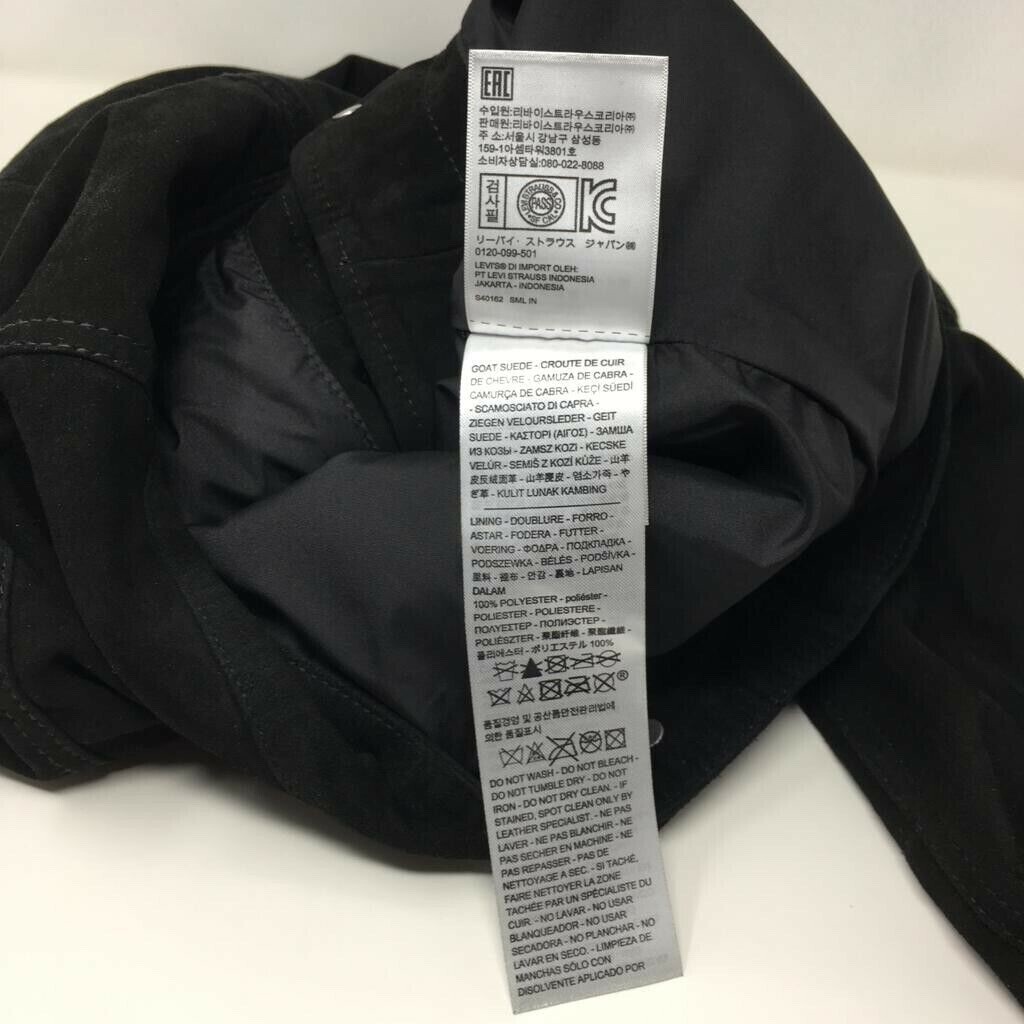 EAC
수입원:리바이스트라우스코리아㈜
판매원:리바이스트라우스코리아㈜
주 소:서울시 강남구 삼성동
159-1아셈타워3801호
소비자상담실:080-022-8088
검사필
LEVI STRAUSS & CO.
PASS
SF CAL
KC
リーバイ・ストラウス ジャパン㈱
0120-099-501
LEVI'S® DI IMPORT OLEH:
PT LEVI STRAUSS INDONESIA
JAKARTA - INDONESIA
S40162 SML IN
GOAT SUEDE - CROUTE DE CUIR
DE CHEVRE - GAMUZA DE CABRA -
CAMURÇA DE CABRA - KEÇİ SÜEDİ
- SCAMOSCIATO DI CAPRA -
ZIEGEN VELOURSLEDER - GEIT
SUEDE - ΚΑΣΤΟΡΙ (ΑΙΓΟΣ) - ЗАМША
ИЗ КОЗЫ - ZAMSZ KOZI - KECSKE
VELÚR - SEMIŠ Z KOZÍ KŮŽE - 山羊
皮反绒面革 - 山羊麂皮 - 염소가죽 - や
ぎ革 - KULIT LUNAK KAMBING
LINING - DOUBLURE - FORRO -
ASTAR - FODERA - FUTTER -
VOERING - ΦΟΔΡΑ - ПОДКЛАДКА -
PODSZEWKA - BÉLÉS - PODŠÍVKA -
里料 - 裡布 - 안감 - 裏地 - LAPISAN
DALAM
100% POLYESTER - poliéster -
POLIESTER - POLIESTERE -
ΠΟΛΥΕΣΤΕΡ - ПОЛИЭСТЕР -
POLIÉSZTER - 聚酯纤维 - 聚酯纖維 -
폴리에스터 - ポリエステル 100%
®
품질경영 및 공산품안전관리법에
의한 품질표시
DO NOT WASH - DO NOT BLEACH -
DO NOT TUMBLE DRY - DO NOT
IRON - DO NOT DRY CLEAN. - IF
STAINED, SPOT CLEAN ONLY BY
LEATHER SPECIALIST. - NE PAS
LAVER - NE PAS BLANCHIR - NE
PAS SECHER EN MACHINE - NE
PAS REPASSER - PAS DE
NETTOYAGE A SEC. - SI TACHÉ,
FAIRE NETTOYER LA ZONE
TACHÉE PAR UN SPÉCIALISTE DU
CUIR. - NO LAVAR - NO USAR
BLANQUEADOR - NO USAR
SECADORA - NO PLANCHAR - NO
LAVAR EN SECO. - LIMPIEZA DE
MANCHAS SÓLO CON
DISOLVENTE APLICADO POR